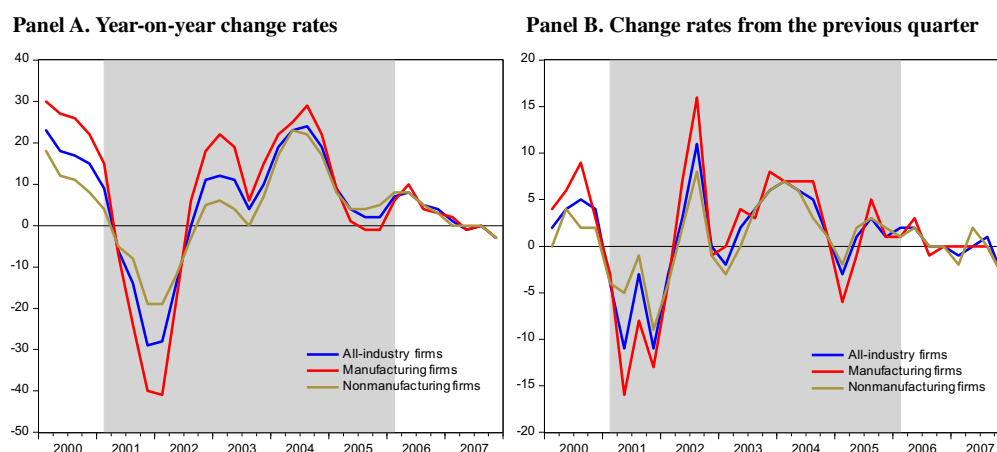 Panel A. Year-on-year change rates
40
30
20
10
0
-10
-20
-30
-40
-50
All-industry firms
Manufacturing firms
Nonmanufacturing firms
2000 2001 2002 2003 2004 2005 2006 2007
Panel B. Change rates from the previous quarter
20
15
10
5
0
-5
-10
-15
-20
All-industry firms
Manufacturing firms
Nonmanufacturing firms
2000 2001 2002 2003 2004 2005 2006 2007